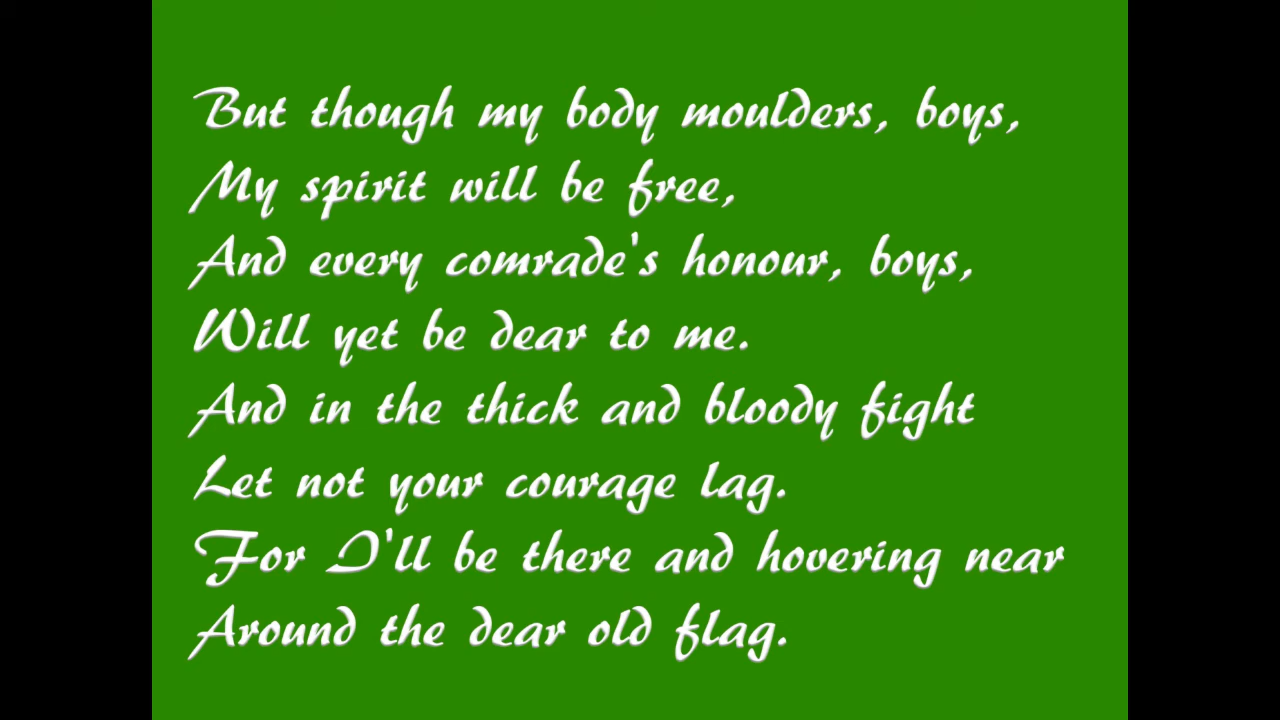 But though my body moulders, boys,
My spirit will be free,
And every comrade's honour, boys,
Will yet be dear to me.
And in the thick and bloody fight
Let not your courage lag.
For I'll be there and hovering near
Around the dear old flag.